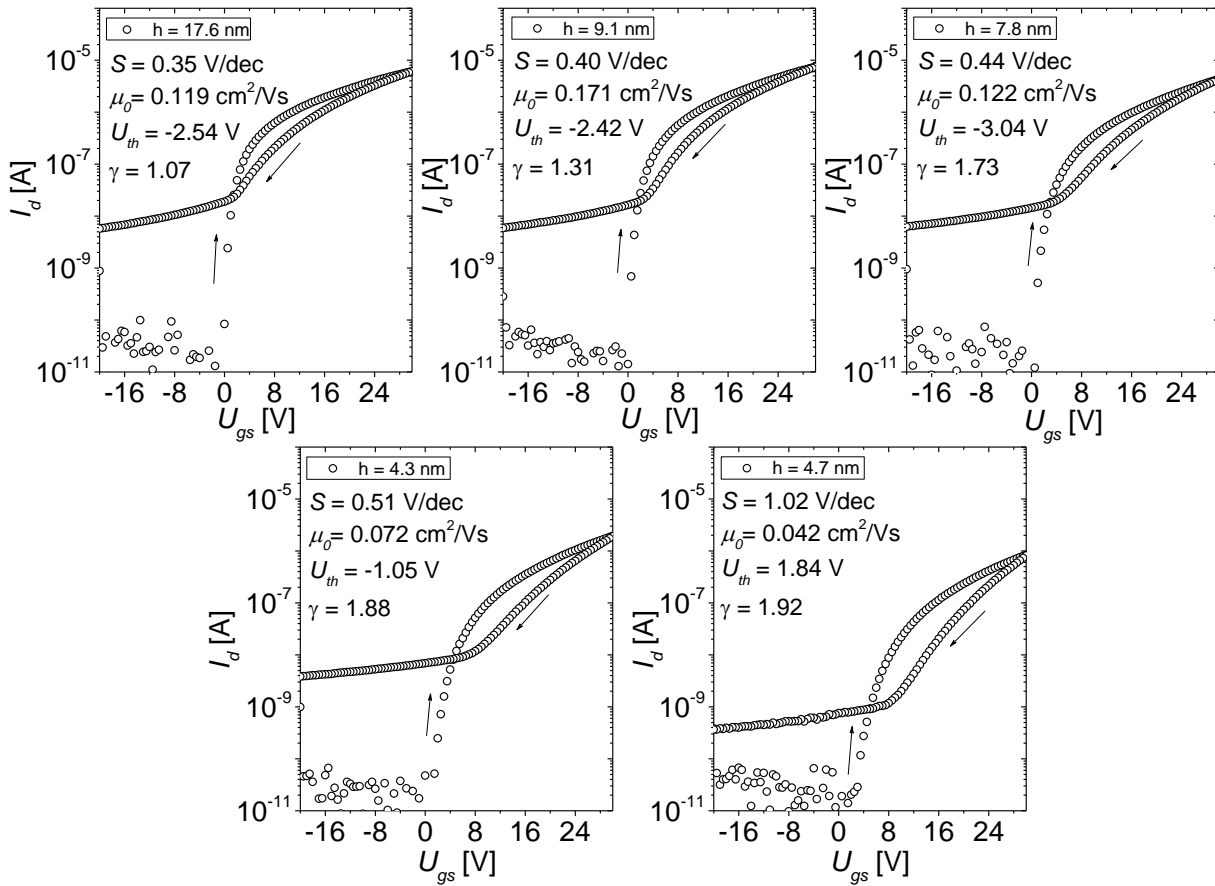 h = 17.6 nm
S = 0.35 V/dec
μ0= 0.119 cm2/Vs
Uth = -2.54 V
γ = 1.07
10-5
10-7
10-9
10-11
Id [A]
-16 -8 0 8 16 24
Ugs [V]
h = 9.1 nm
S = 0.40 V/dec
μ0= 0.171 cm2/Vs
Uth = -2.42 V
γ = 1.31
10-5
10-7
10-9
10-11
Id [A]
-16 -8 0 8 16 24
Ugs [V]
h = 7.8 nm
S = 0.44 V/dec
μ0= 0.122 cm2/Vs
Uth = -3.04 V
γ = 1.73
10-5
10-7
10-9
10-11
Id [A]
-16 -8 0 8 16 24
Ugs [V]
h = 4.3 nm
S = 0.51 V/dec
μ0= 0.072 cm2/Vs
Uth = -1.05 V
γ = 1.88
10-5
10-7
10-9
10-11
Id [A]
-16 -8 0 8 16 24
Ugs [V]
h = 4.7 nm
S = 1.02 V/dec
μ0= 0.042 cm2/Vs
Uth = 1.84 V
γ = 1.92
10-5
10-7
10-9
10-11
Id [A]
-16 -8 0 8 16 24
Ugs [V]